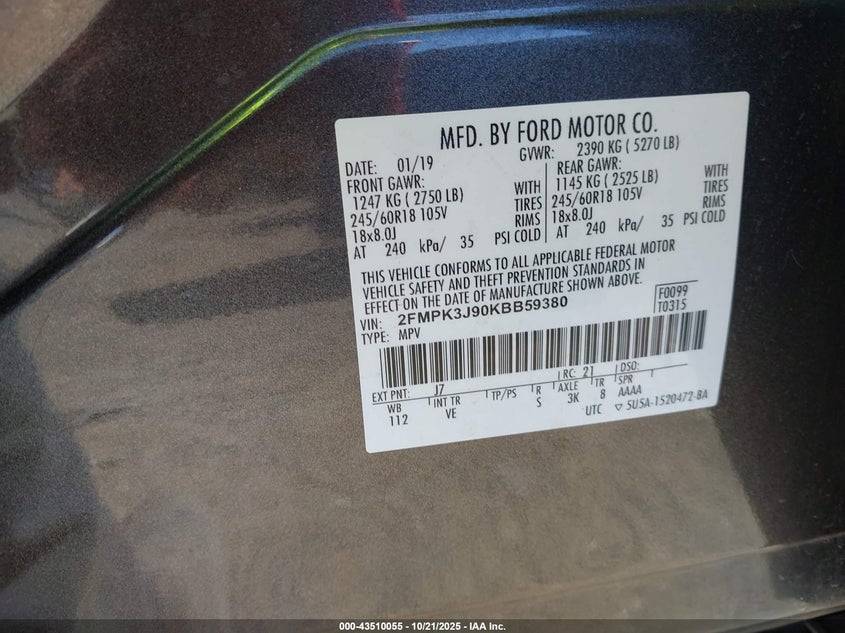 MFD. BY FORD MOTOR CO.
DATE: 01/19 GVWR: 2390 KG ( 5270 LB)
FRONT GAWR: REAR GAWR:
1247 KG ( 2750 LB) WITH 1145 KG ( 2525 LB) WITH
245/60R18 105V TIRES 245/60R18 105V TIRES
18x8.0J RIMS 18x8.0J RIMS
AT 240 kPa/ 35 PSI COLD AT 240 kPa/ 35 PSI COLD
THIS VEHICLE CONFORMS TO ALL APPLICABLE FEDERAL MOTOR
VEHICLE SAFETY AND THEFT PREVENTION STANDARDS IN
EFFECT ON THE DATE OF MANUFACTURE SHOWN ABOVE.
VIN: 2FMPK3J90KBB59380 F0099
TYPE: MPV T0315
EXT PNT: J7 RC: 21 DSO:
WB INT TR TP/PS R AXLE TR SPR
112 VE S 3K 8 AAAA
UTC ▽ 5U5A-1520472-BA
000-43510055 - 10/21/2025 - IAA Inc.